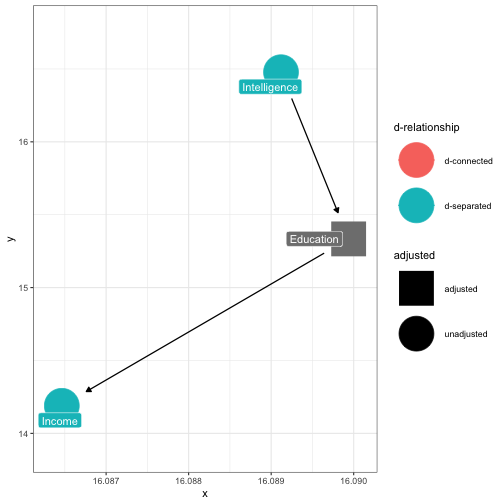 Intelligence
Education
Income
16
15
14
y
16.087
16.088
16.089
16.090
x
d-relationship
d-connected
d-separated
adjusted
adjusted
unadjusted